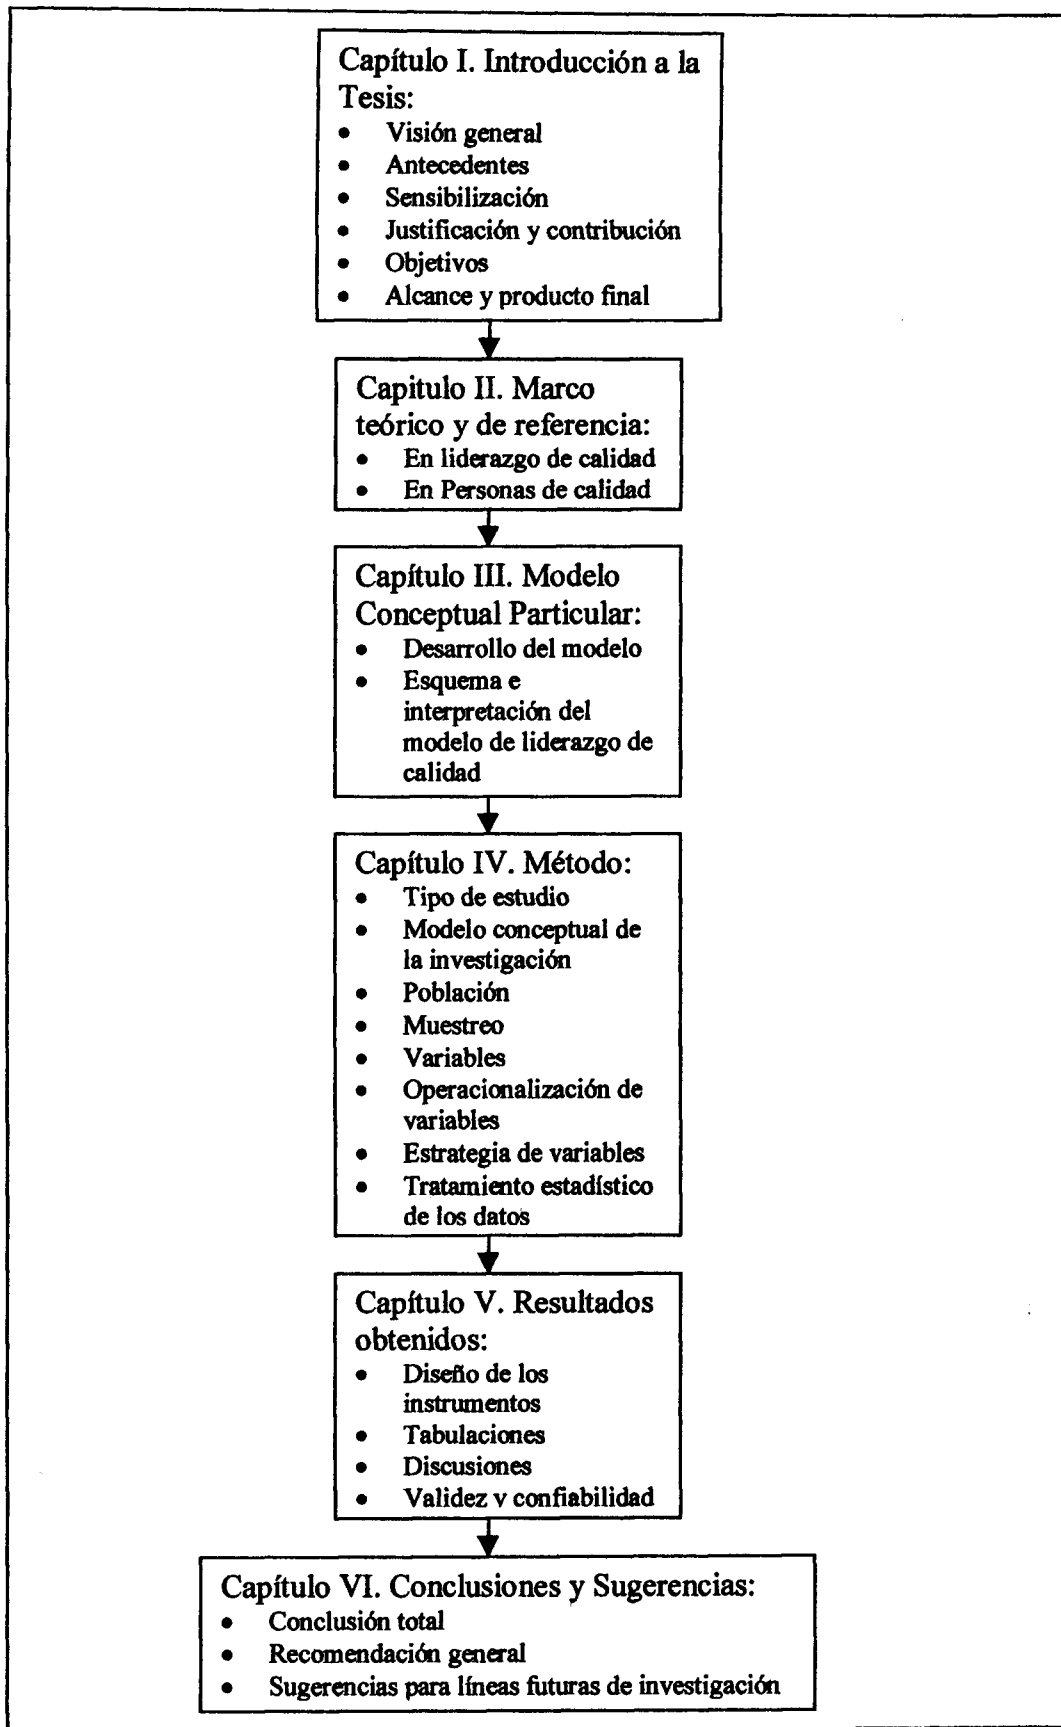 Capítulo I. Introducción a la
Tesis:
• Visión general
• Antecedentes
• Sensibilización
• Justificación y contribución
• Objetivos
• Alcance y producto final
Capitulo II. Marco
teórico y de referencia:
• En liderazgo de calidad
• En Personas de calidad
Capítulo III. Modelo
Conceptual Particular:
• Desarrollo del modelo
• Esquema e
interpretación del
modelo de liderazgo de
calidad
Capítulo IV. Método:
• Tipo de estudio
• Modelo conceptual de
la investigación
• Población
• Muestreo
• Variables
• Operacionalización de
variables
• Estrategia de variables
• Tratamiento estadístico
de los datos
Capítulo V. Resultados
obtenidos:
• Diseño de los
instrumentos
• Tabulaciones
• Discusiones
• Validez y confiabilidad
Capítulo VI. Conclusiones y Sugerencias:
• Conclusión total
• Recomendación general
• Sugerencias para líneas futuras de investigación